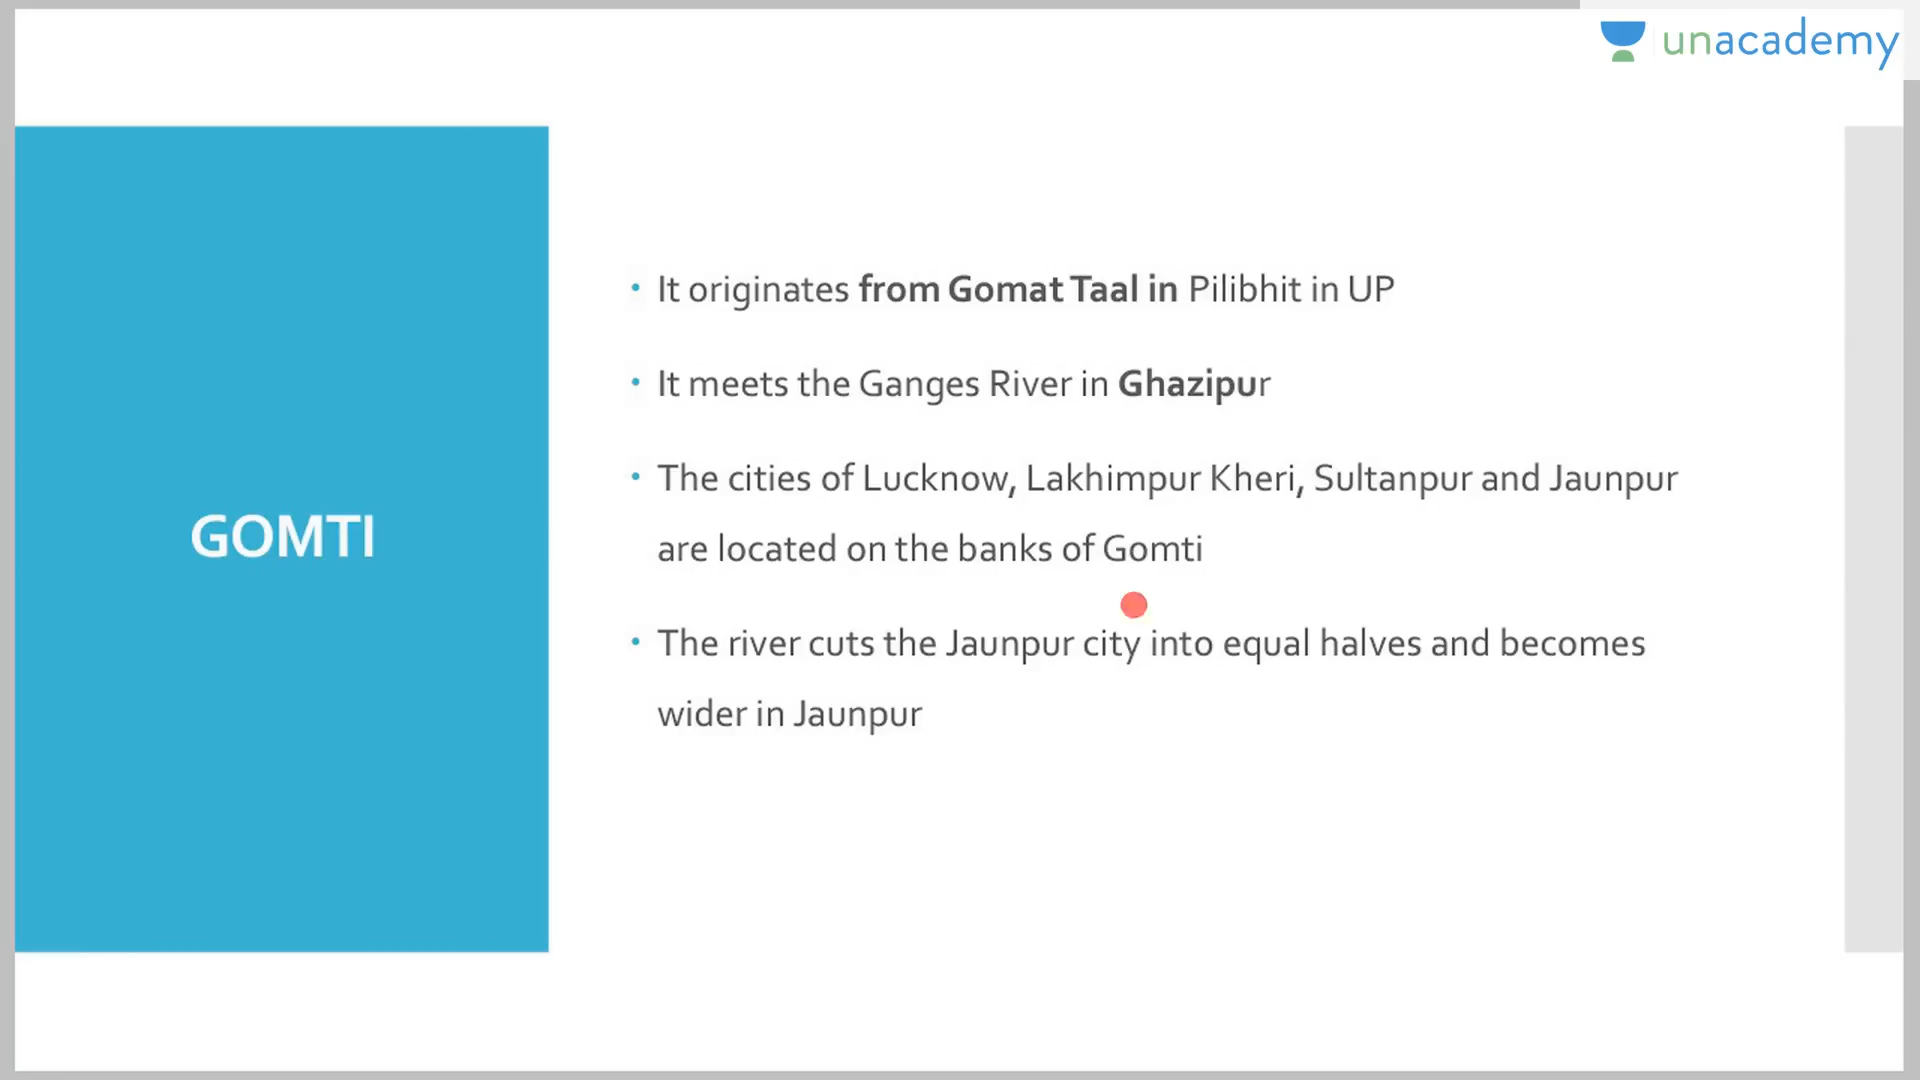 unacademy
GOMTI
• It originates from Gomat Taal in Pilibhit in UP
• It meets the Ganges River in Ghazipur
• The cities of Lucknow, Lakhimpur Kheri, Sultanpur and Jaunpur
are located on the banks of Gomti
• The river cuts the Jaunpur city into equal halves and becomes
wider in Jaunpur